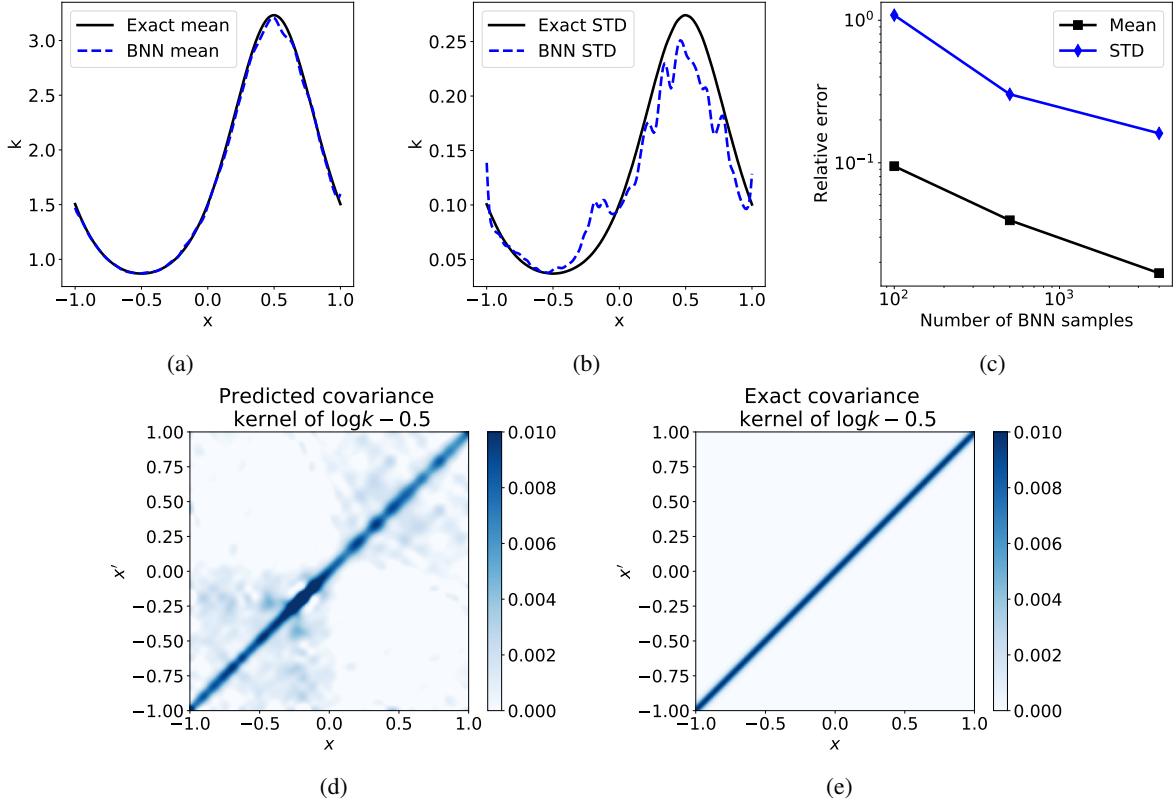 Exact mean
BNN mean
3.0
2.5
2.0
1.5
1.0
k
−1.0 −0.5 0.0 0.5 1.0
x
(a)
Exact STD
BNN STD
0.25
0.20
0.15
0.10
0.05
k
−1.0 −0.5 0.0 0.5 1.0
x
(b)
Mean
STD
10⁰
10⁻¹
Relative error
10² 10³
Number of BNN samples
(c)
Predicted covariance
kernel of logk − 0.5
1.00
0.75
0.50
0.25
0.00
−0.25
−0.50
−0.75
−1.00
x′
−1.0 −0.5 0.0 0.5 1.0
x
0.010
0.008
0.006
0.004
0.002
0.000
(d)
Exact covariance
kernel of logk − 0.5
1.00
0.75
0.50
0.25
0.00
−0.25
−0.50
−0.75
−1.00
x′
−1.0 −0.5 0.0 0.5 1.0
x
0.010
0.008
0.006
0.004
0.002
0.000
(e)